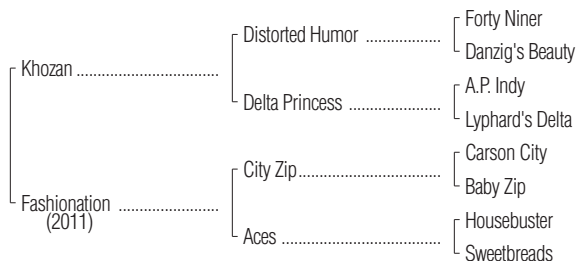 Forty Niner
Distorted Humor ....................
Danzig's Beauty
Khozan ......................................
A.P. Indy
Delta Princess .........................
Lyphard's Delta
Carson City
City Zip.......................................
Baby Zip
Fashionation ...........................
(2011)
Housebuster
Aces ...........................................
Sweetbreads